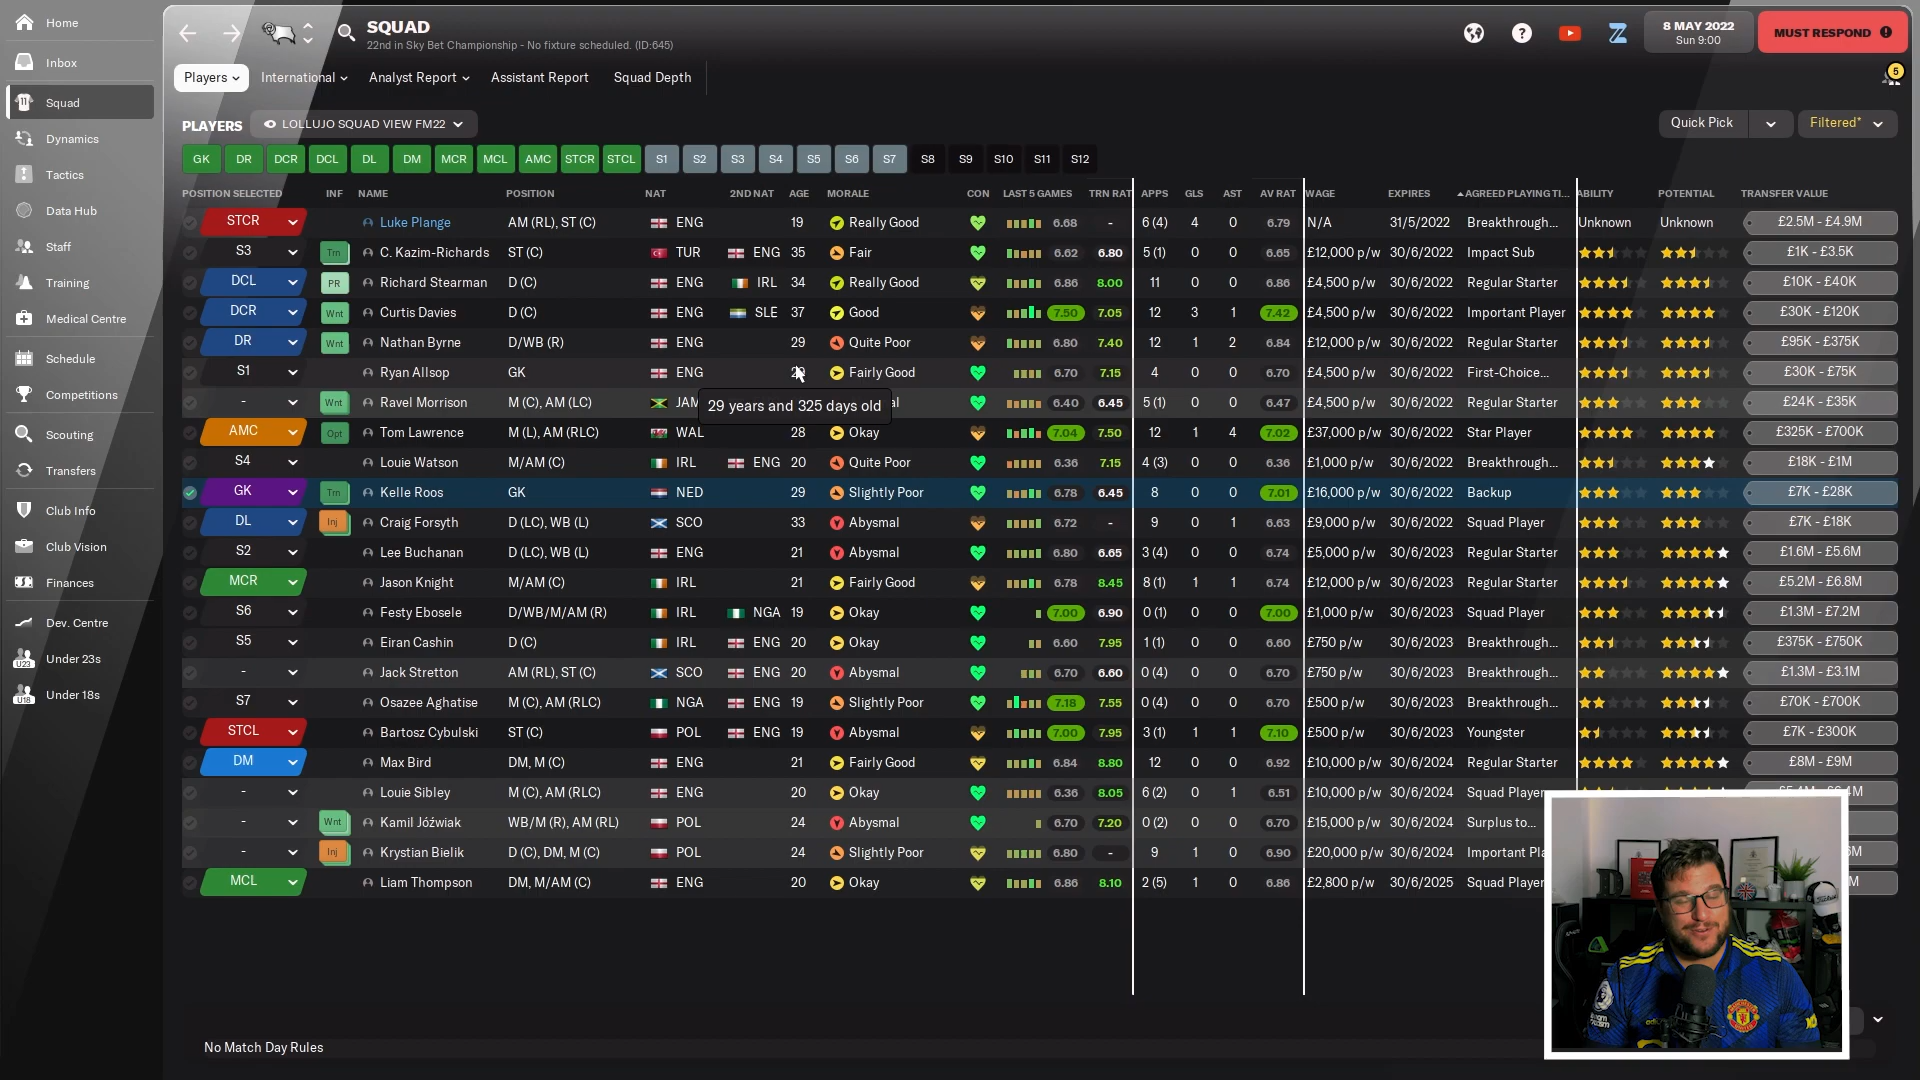 Home
Inbox
Squad
Dynamics
Tactics
Data Hub
Staff
Training
Medical Centre
Schedule
Competitions
Scouting
Transfers
Club Info
Club Vision
Finances
Dev. Centre
U23 Under 23s
U18 Under 18s
SQUAD
22nd in Sky Bet Championship - No fixture scheduled. (ID:645)
8 MAY 2022
Sun 9:00
MUST RESPOND
Players International Analyst Report Assistant Report Squad Depth
5
PLAYERS LOLLUJO SQUAD VIEW FM22 Quick Pick Filtered*
GK DR DCR DCL DL DM MCR MCL AMC STCR STCL S1 S2 S3 S4 S5 S6 S7 S8 S9 S10 S11 S12
POSITION SELECTED INF NAME POSITION NAT 2ND NAT AGE MORALE CON LAST 5 GAMES TRN RAT APPS GLS AST AV RAT WAGE EXPIRES AGREED PLAYING TI... ABILITY POTENTIAL TRANSFER VALUE
STCR Luke Plange AM (RL), ST (C) ENG 19 Really Good 6.68 - 6 (4) 4 0 6.79 N/A 31/5/2022 Breakthrough... Unknown Unknown £2.5M - £4.9M
S3 Trn C. Kazim-Richards ST (C) TUR ENG 35 Fair 6.62 6.80 5 (1) 0 0 6.65 £12,000 p/w 30/6/2022 Impact Sub £1K - £3.5K
DCL PR Richard Stearman D (C) ENG IRL 34 Really Good 6.86 8.00 11 0 0 6.86 £4,500 p/w 30/6/2022 Regular Starter £10K - £40K
DCR Wnt Curtis Davies D (C) ENG SLE 37 Good 7.50 7.05 12 3 1 7.42 £4,500 p/w 30/6/2022 Important Player £30K - £120K
DR Wnt Nathan Byrne D/WB (R) ENG 29 Quite Poor 6.80 7.40 12 1 2 6.84 £12,000 p/w 30/6/2022 Regular Starter £95K - £375K
S1 Ryan Allsop GK ENG 29 Fairly Good 6.70 7.15 4 0 0 6.70 £4,500 p/w 30/6/2022 First-Choice... £30K - £75K
- Wnt Ravel Morrison M (C), AM (LC) JAM 29 years and 325 days old al 6.40 6.45 5 (1) 0 0 6.47 £4,500 p/w 30/6/2022 Regular Starter £24K - £35K
AMC Opt Tom Lawrence M (L), AM (RLC) WAL 28 Okay 7.04 7.50 12 1 4 7.02 £37,000 p/w 30/6/2022 Star Player £325K - £700K
S4 Louie Watson M/AM (C) IRL ENG 20 Quite Poor 6.36 7.15 4 (3) 0 0 6.36 £1,000 p/w 30/6/2022 Breakthrough... £18K - £1M
GK Trn Kelle Roos GK NED 29 Slightly Poor 6.78 6.45 8 0 0 7.01 £16,000 p/w 30/6/2022 Backup £7K - £28K
DL Inj Craig Forsyth D (LC), WB (L) SCO 33 Abysmal 6.72 - 9 0 1 6.63 £9,000 p/w 30/6/2022 Squad Player £7K - £18K
S2 Lee Buchanan D (LC), WB (L) ENG 21 Abysmal 6.80 6.65 3 (4) 0 0 6.74 £5,000 p/w 30/6/2023 Regular Starter £1.6M - £5.6M
MCR Jason Knight M/AM (C) IRL 21 Fairly Good 6.78 8.45 8 (1) 1 1 6.74 £12,000 p/w 30/6/2023 Regular Starter £5.2M - £6.8M
S6 Festy Ebosele D/WB/M/AM (R) IRL NGA 19 Okay 7.00 6.90 0 (1) 0 0 7.00 £1,000 p/w 30/6/2023 Squad Player £1.3M - £7.2M
S5 Eiran Cashin D (C) IRL ENG 20 Okay 6.60 7.95 1 (1) 0 0 6.60 £750 p/w 30/6/2023 Breakthrough... £375K - £750K
- Jack Stretton AM (RL), ST (C) SCO ENG 20 Abysmal 6.70 6.60 0 (4) 0 0 6.70 £750 p/w 30/6/2023 Breakthrough... £1.3M - £3.1M
S7 Osazee Aghatise M (C), AM (RLC) NGA ENG 19 Slightly Poor 7.18 7.55 0 (4) 0 0 6.70 £500 p/w 30/6/2023 Breakthrough... £70K - £700K
STCL Bartosz Cybulski ST (C) POL ENG 19 Abysmal 7.00 7.95 3 (1) 1 1 7.10 £500 p/w 30/6/2023 Youngster £7K - £300K
DM Max Bird DM, M (C) ENG 21 Fairly Good 6.84 8.80 12 0 0 6.92 £10,000 p/w 30/6/2024 Regular Starter £8M - £9M
- Louie Sibley M (C), AM (RLC) ENG 20 Okay 6.36 8.05 6 (2) 0 1 6.51 £10,000 p/w 30/6/2024 Squad Player
- Wnt Kamil Jóźwiak WB/M (R), AM (RL) POL 24 Abysmal 6.70 7.20 0 (2) 0 0 6.70 £15,000 p/w 30/6/2024 Surplus to...
- Inj Krystian Bielik D (C), DM, M (C) POL 24 Slightly Poor 6.80 - 9 1 0 6.90 £20,000 p/w 30/6/2024 Important Pla
MCL Liam Thompson DM, M/AM (C) ENG 20 Okay 6.86 8.10 2 (5) 1 0 6.86 £2,800 p/w 30/6/2025 Squad Player
No Match Day Rules